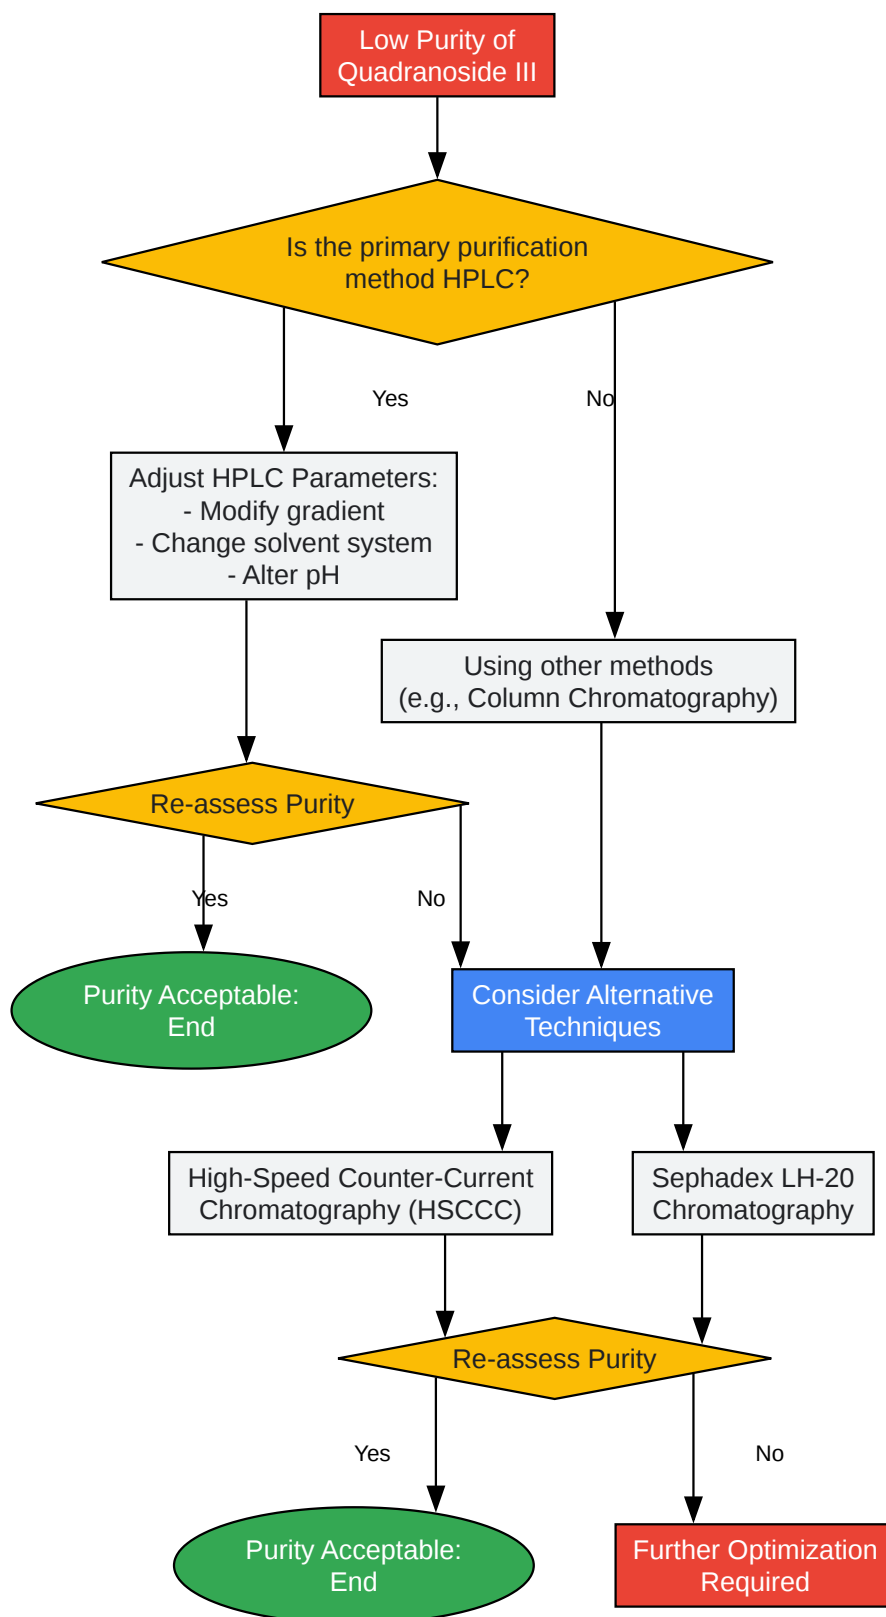 Low Purity of
Quadranoside III
Is the primary purification
method HPLC?
Yes
No
Adjust HPLC Parameters:
- Modify gradient
- Change solvent system
- Alter pH
Using other methods
(e.g., Column Chromatography)
Re-assess Purity
Yes
No
Purity Acceptable:
End
Consider Alternative
Techniques
High-Speed Counter-Current
Chromatography (HSCCC)
Sephadex LH-20
Chromatography
Re-assess Purity
Yes
No
Purity Acceptable:
End
Further Optimization
Required